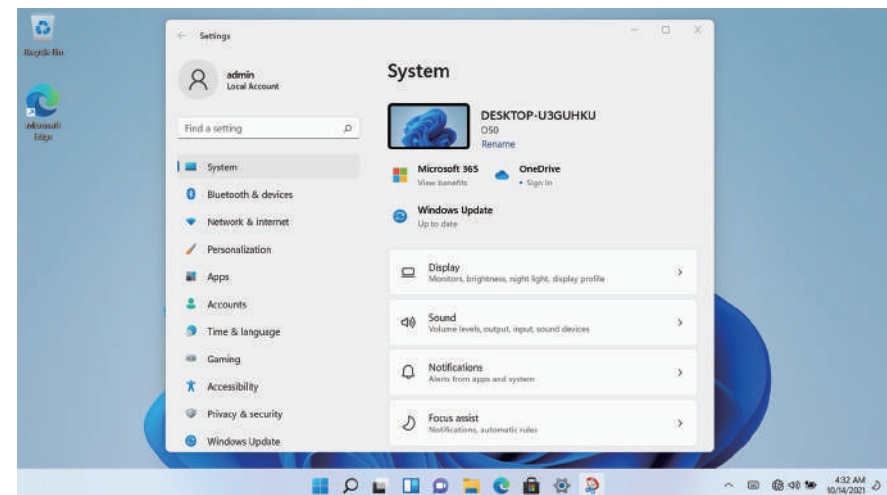 Recycle Bin
Microsoft
Edge
Settings
admin
Local Account
Find a setting
System
Bluetooth & devices
Network & internet
Personalization
Apps
Accounts
Time & language
Gaming
Accessibility
Privacy & security
Windows Update
System
DESKTOP-U3GUHKU
OS0
Rename
Microsoft 365
View benefits
OneDrive
• Sign in
Windows Update
Up to date
Display
Monitors, brightness, night light, display profile
Sound
Volume levels, output, input, sound devices
Notifications
Alerts from apps and system
Focus assist
Notifications, automatic rules
4:32 AM
10/14/2021